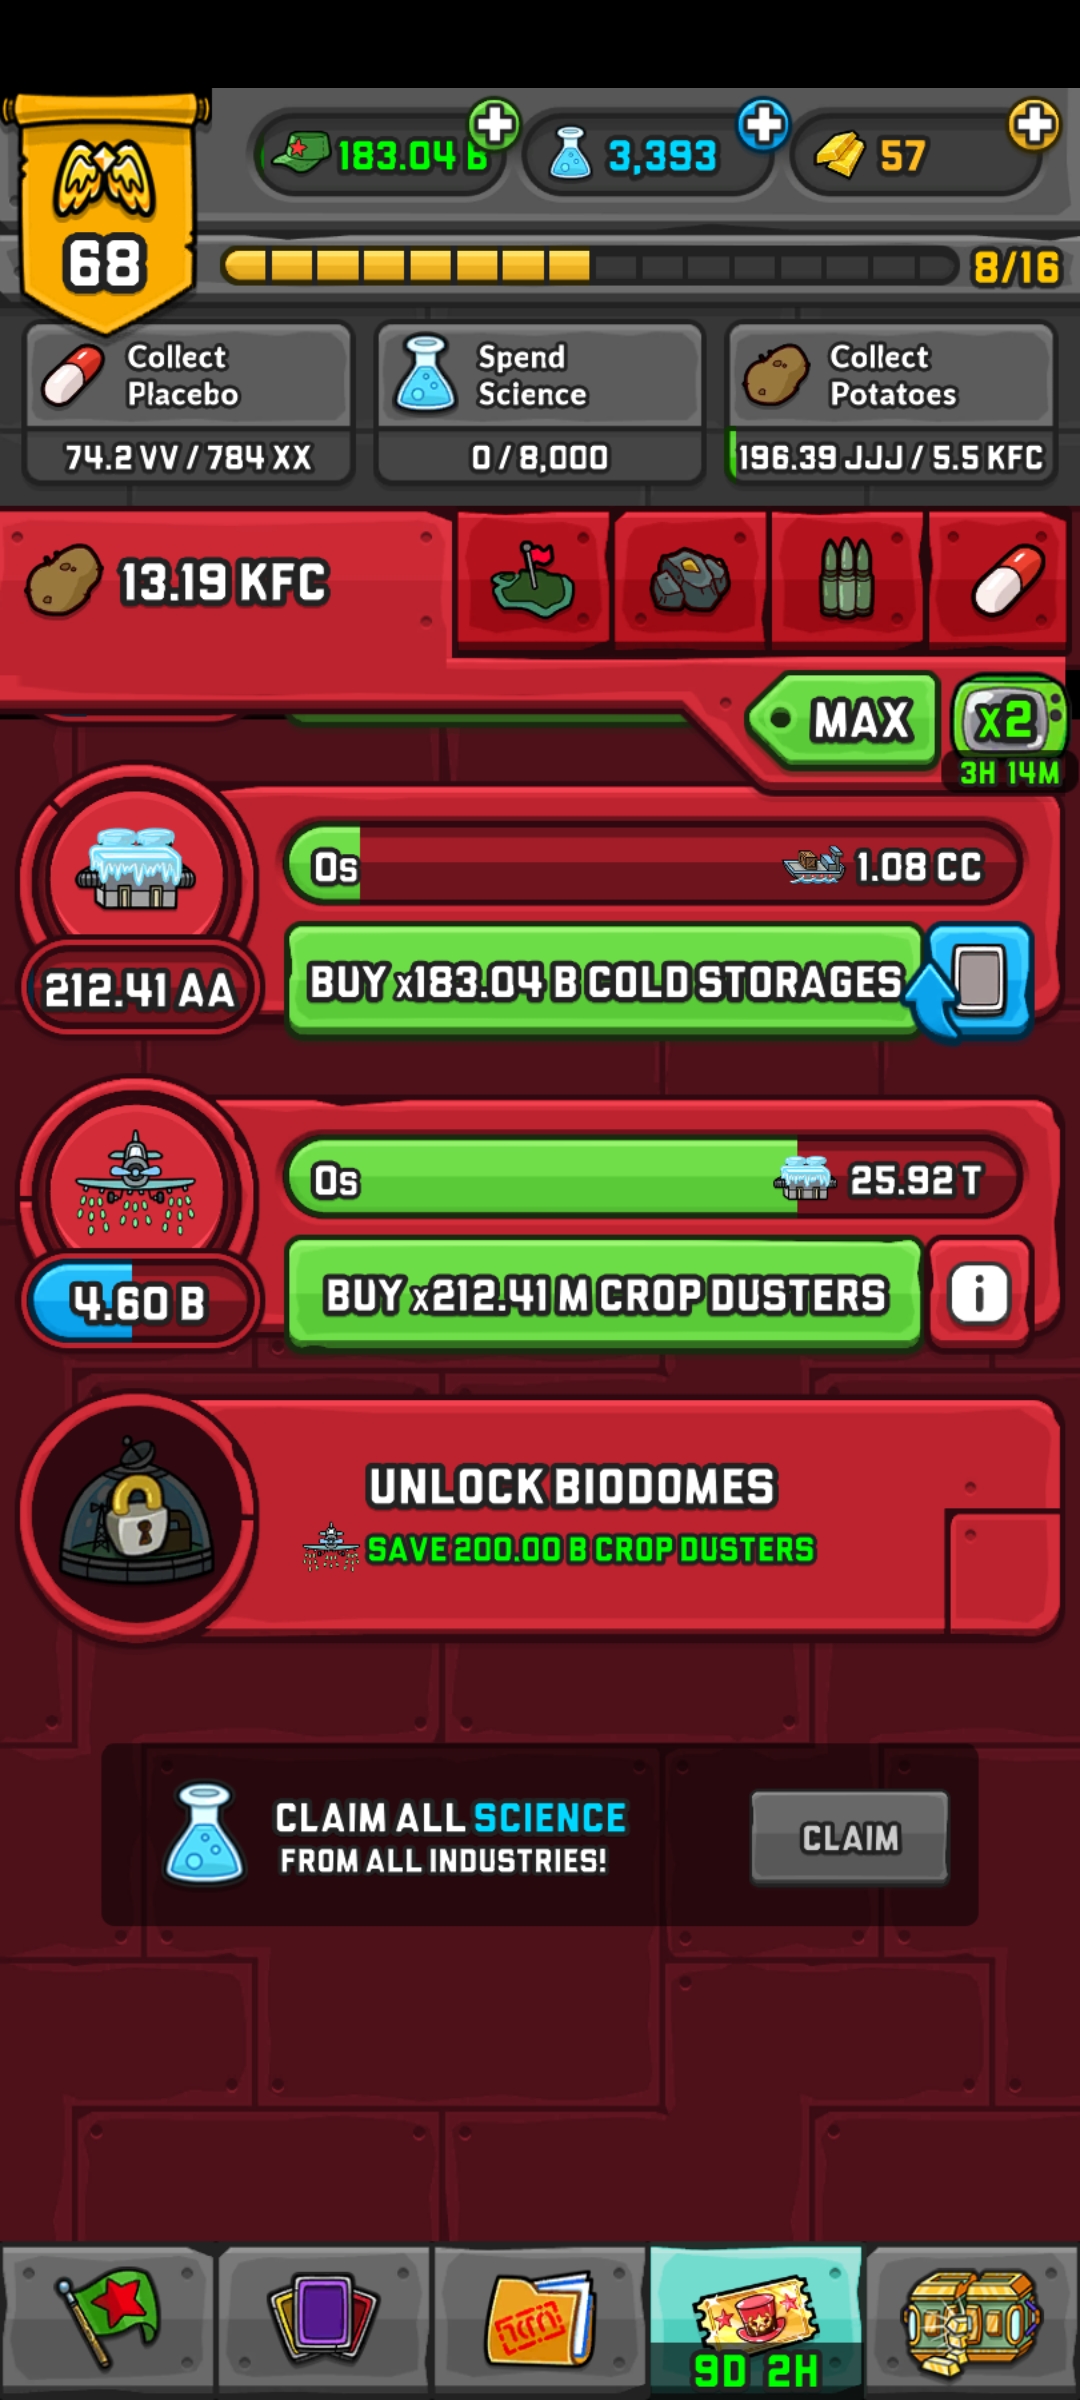 183.04 B
3,393
57
68
8/16
Collect
Placebo
74.2 VV / 784 XX
Spend
Science
0 / 8,000
Collect
Potatoes
196.39 JJJ / 5.5 KFC
13.19 KFC
MAX
x2
3H 14M
0s
1.08 CC
212.41 AA
BUY x183.04 B COLD STORAGES
0s
25.92 T
4.60 B
BUY x212.41 M CROP DUSTERS
i
UNLOCK BIODOMES
SAVE 200.00 B CROP DUSTERS
CLAIM ALL SCIENCE
FROM ALL INDUSTRIES!
CLAIM
9D 2H